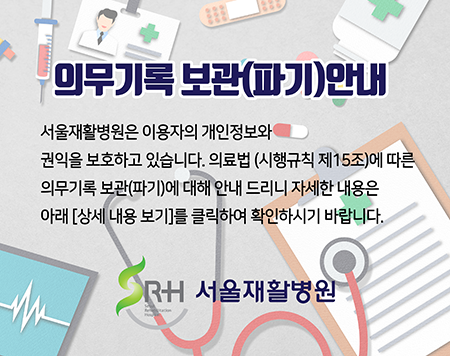 의무기록 보관(파기)안내
서울재활병원은 이용자의 개인정보와
권익을 보호하고 있습니다. 의료법 (시행규칙 제15조)에 따른
의무기록 보관(파기)에 대해 안내 드리니 자세한 내용은
아래 [상세 내용 보기]를 클릭하여 확인하시기 바랍니다.
SRH 서울재활병원